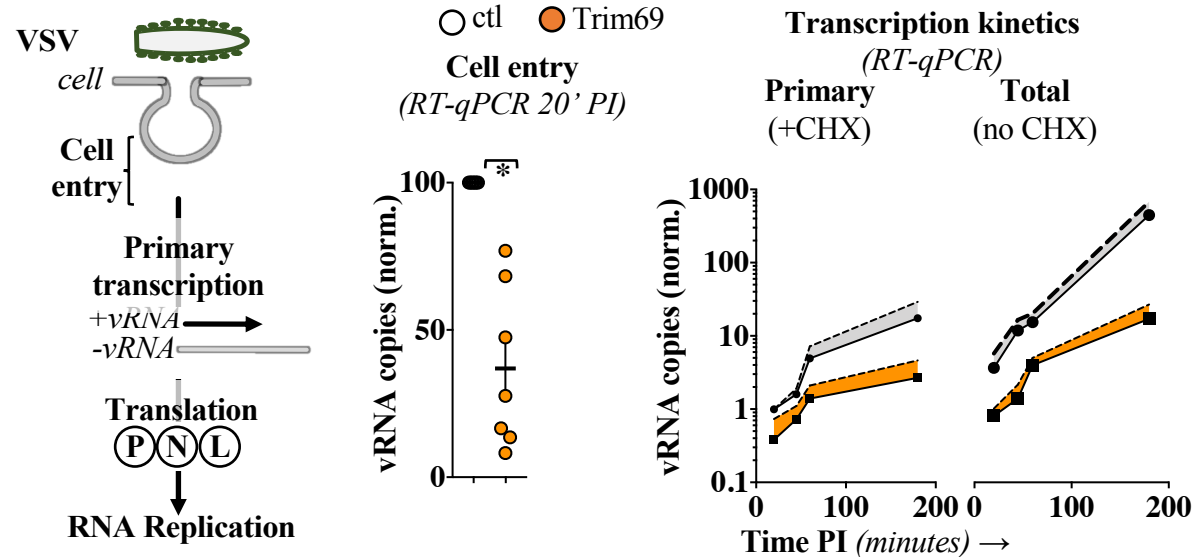 VSV
cell
Cell
entry
Primary
transcription
+vRNA
-vRNA
Translation
P N L
RNA Replication
ctl Trim69
Cell entry
(RT-qPCR 20’ PI)
*
vRNA copies (norm.)
100
50
0
Transcription kinetics
(RT-qPCR)
Primary Total
(+CHX) (no CHX)
vRNA copies (norm.)
1000
100
10
1
0.1
0 100 200 0 100 200
Time PI (minutes) →